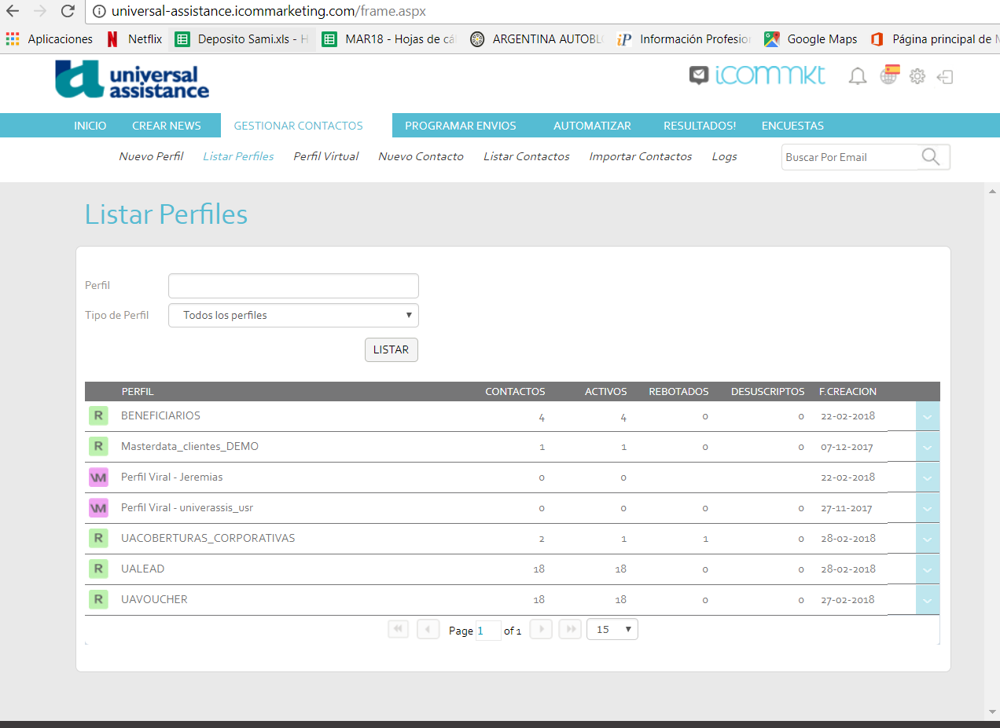 universal-assistance.icommarketing.com/frame.aspx
Aplicaciones Netflix Deposito Sami.xls - H MAR18 - Hojas de cá ARGENTINA AUTOBL Información Profesion Google Maps Página principal de M
universal assistance
icommkt
INICIO CREAR NEWS GESTIONAR CONTACTOS PROGRAMAR ENVIOS AUTOMATIZAR RESULTADOS! ENCUESTAS
Nuevo Perfil Listar Perfiles Perfil Virtual Nuevo Contacto Listar Contactos Importar Contactos Logs Buscar Por Email
Listar Perfiles
Perfil
Tipo de Perfil Todos los perfiles
LISTAR
PERFIL CONTACTOS ACTIVOS REBOTADOS DESUSCRIPTOS F.CREACION
R BENEFICIARIOS 4 4 0 0 22-02-2018
R Masterdata_clientes_DEMO 1 1 0 0 07-12-2017
VM Perfil Viral - Jeremias 0 0 22-02-2018
VM Perfil Viral - univerassis_usr 0 0 0 0 27-11-2017
R UACOBERTURAS_CORPORATIVAS 2 1 1 0 28-02-2018
R UALEAD 18 18 0 0 28-02-2018
R UAVOUCHER 18 18 0 0 27-02-2018
Page 1 of 1 15